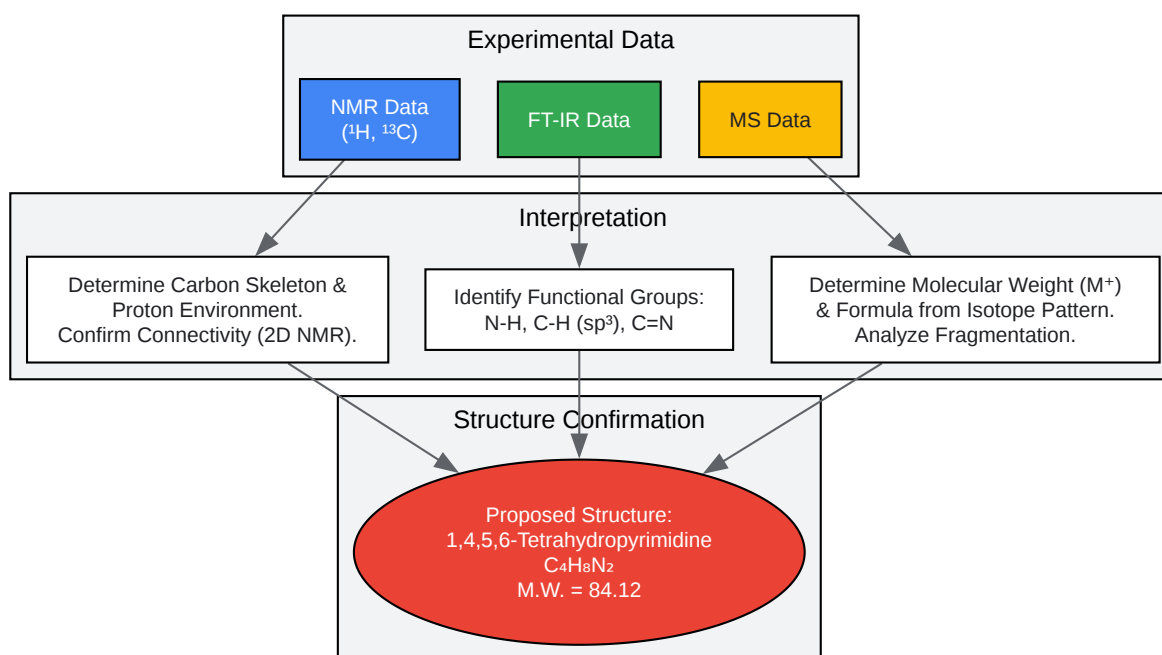 Experimental Data
NMR Data
(¹H, ¹³C)
FT-IR Data
MS Data
Interpretation
Determine Carbon Skeleton &
Proton Environment.
Confirm Connectivity (2D NMR).
Identify Functional Groups:
N-H, C-H (sp³), C=N
Determine Molecular Weight (M⁺)
& Formula from Isotope Pattern.
Analyze Fragmentation.
Structure Confirmation
Proposed Structure:
1,4,5,6-Tetrahydropyrimidine
C₄H₈N₂
M.W. = 84.12